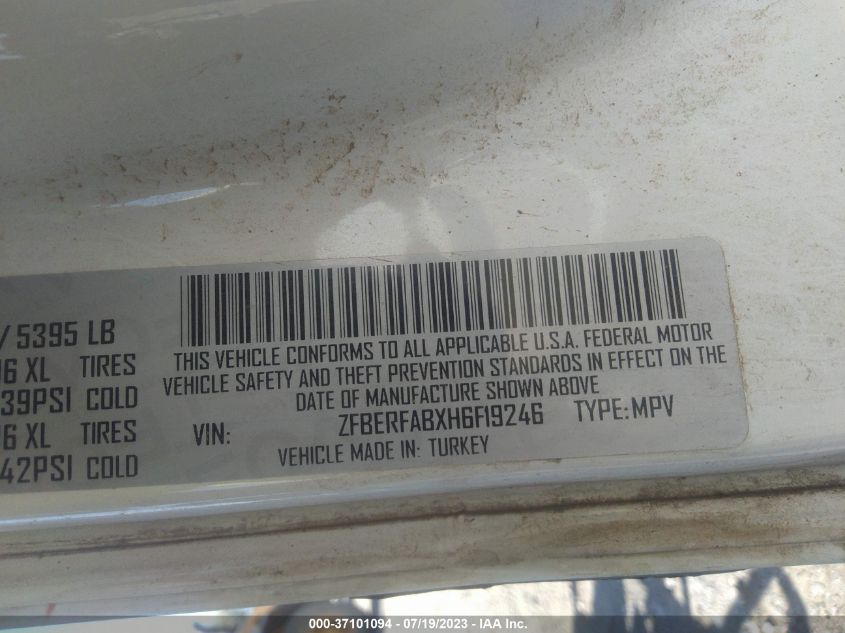 / 5395 LB
6 XL TIRES
39PSI COLD
6 XL TIRES
42PSI COLD
THIS VEHICLE CONFORMS TO ALL APPLICABLE U.S.A. FEDERAL MOTOR
VEHICLE SAFETY AND THEFT PREVENTION STANDARDS IN EFFECT ON THE
DATE OF MANUFACTURE SHOWN ABOVE
VIN: ZFBERFABXH6F19246 TYPE: MPV
VEHICLE MADE IN: TURKEY
000-37101094 - 07/19/2023 - IAA Inc.